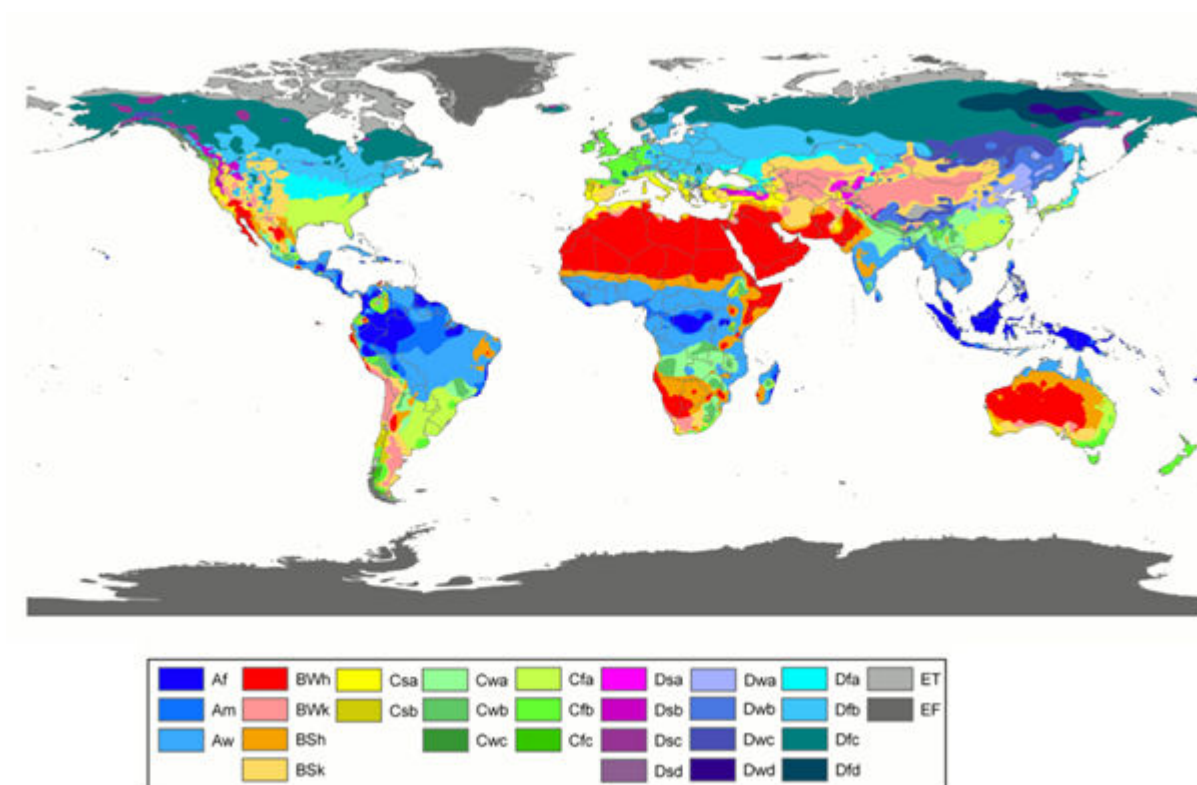 Af BWh Csa Cwa Cfa Dsa Dwa Dfa ET
Am BWk Csb Cwb Cfb Dsb Dwb Dfb EF
Aw BSh Cwc Cfc Dsc Dwc Dfc
BSk Dsd Dwd Dfd